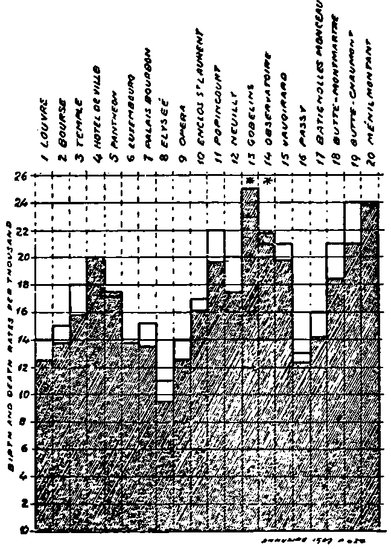 1 LOUVRE
2 BOURSE
3 TEMPLE
4 HOTEL DE VILLE
5 PANTHEON
6 LUXEMBOURG
7 PALAIS BOURBON
8 ELYSEÉ
9 OPERA
10 ENCLOS ST LAURENT
11 POPINCOURT
12 NEUILLY
13 GOBELINS
14 OBSERVATOIRE
15 VAUGIRARD
16 PASSY
17 BATIGNOLLES MONCEAU
18 BUTTE-MONTMARTRE
19 BUTTE-CHAUMONT
20 MÉNILMONTANT
* *
BIRTH AND DEATH RATES PER THOUSAND
26
24
22
20
18
16
14
12
10
8
6
4
2
0